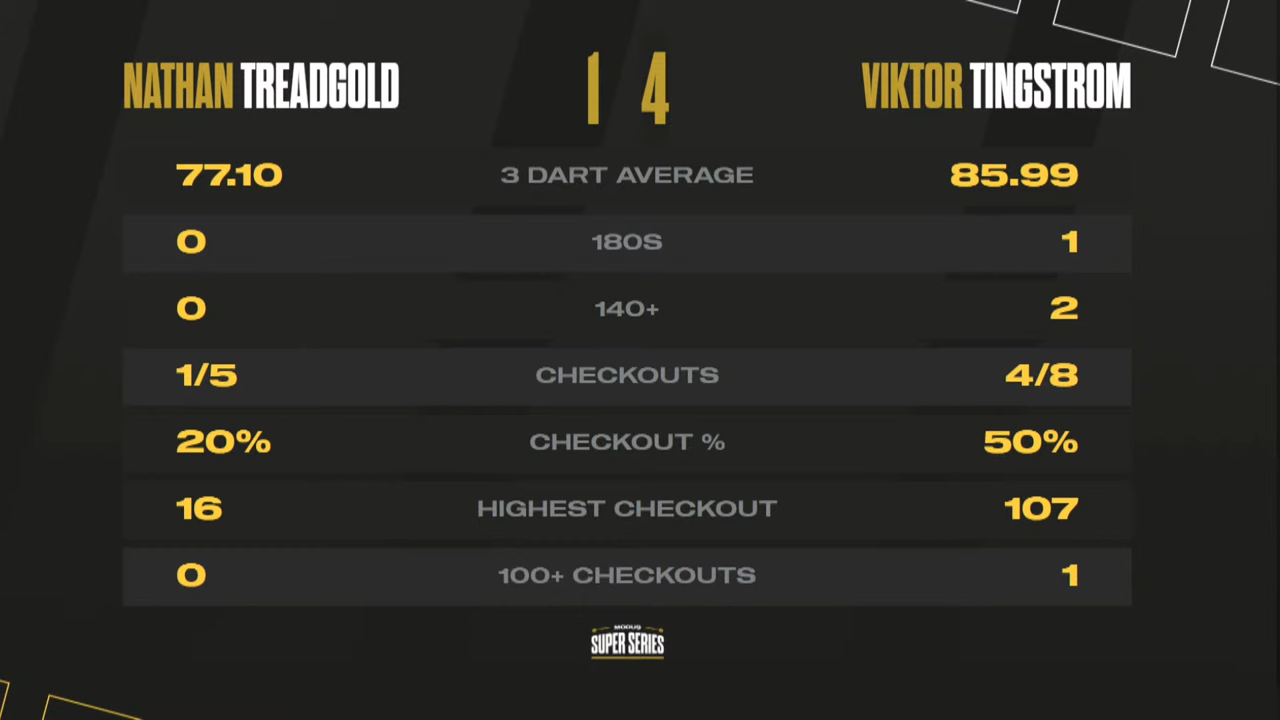 NATHAN TREADGOLD 1 4 VIKTOR TINGSTROM
77.10 3 DART AVERAGE 85.99
0 180S 1
0 140+ 2
1/5 CHECKOUTS 4/8
20% CHECKOUT % 50%
16 HIGHEST CHECKOUT 107
0 100+ CHECKOUTS 1
MODUS
SUPER SERIES